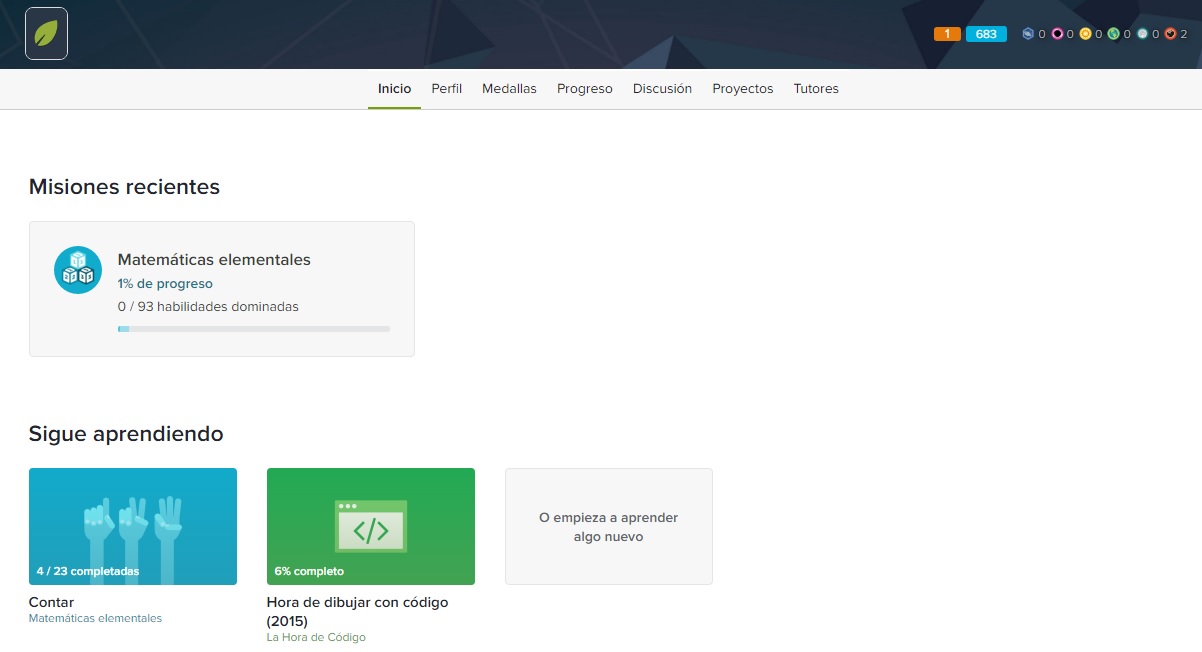 1 683 0 0 0 0 0 2
Inicio Perfil Medallas Progreso Discusión Proyectos Tutores
Misiones recientes
Matemáticas elementales
1% de progreso
0 / 93 habilidades dominadas
Sigue aprendiendo
4 / 23 completadas
Contar
Matemáticas elementales
</>
6% completo
Hora de dibujar con código
(2015)
La Hora de Código
O empieza a aprender
algo nuevo